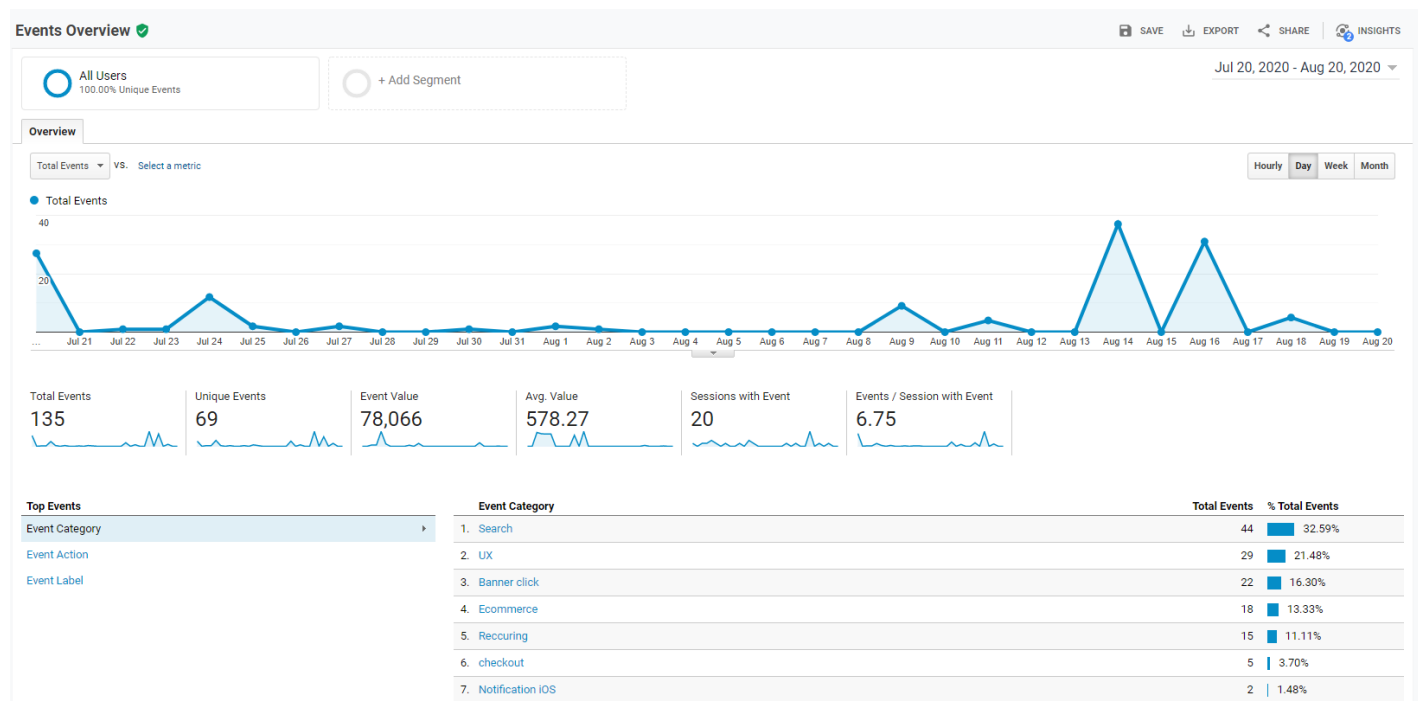 Events Overview
SAVE EXPORT SHARE 2 INSIGHTS
All Users
100.00% Unique Events
+ Add Segment
Jul 20, 2020 - Aug 20, 2020
Overview
Total Events VS. Select a metric
Hourly Day Week Month
Total Events
40
20
... Jul 21 Jul 22 Jul 23 Jul 24 Jul 25 Jul 26 Jul 27 Jul 28 Jul 29 Jul 30 Jul 31 Aug 1 Aug 2 Aug 3 Aug 4 Aug 5 Aug 6 Aug 7 Aug 8 Aug 9 Aug 10 Aug 11 Aug 12 Aug 13 Aug 14 Aug 15 Aug 16 Aug 17 Aug 18 Aug 19 Aug 20
Total Events Unique Events Event Value Avg. Value Sessions with Event Events / Session with Event
135 69 78,066 578.27 20 6.75
Top Events
Event Category
Event Action
Event Label
Event Category Total Events % Total Events
1. Search 44 32.59%
2. UX 29 21.48%
3. Banner click 22 16.30%
4. Ecommerce 18 13.33%
5. Reccuring 15 11.11%
6. checkout 5 3.70%
7. Notification iOS 2 1.48%